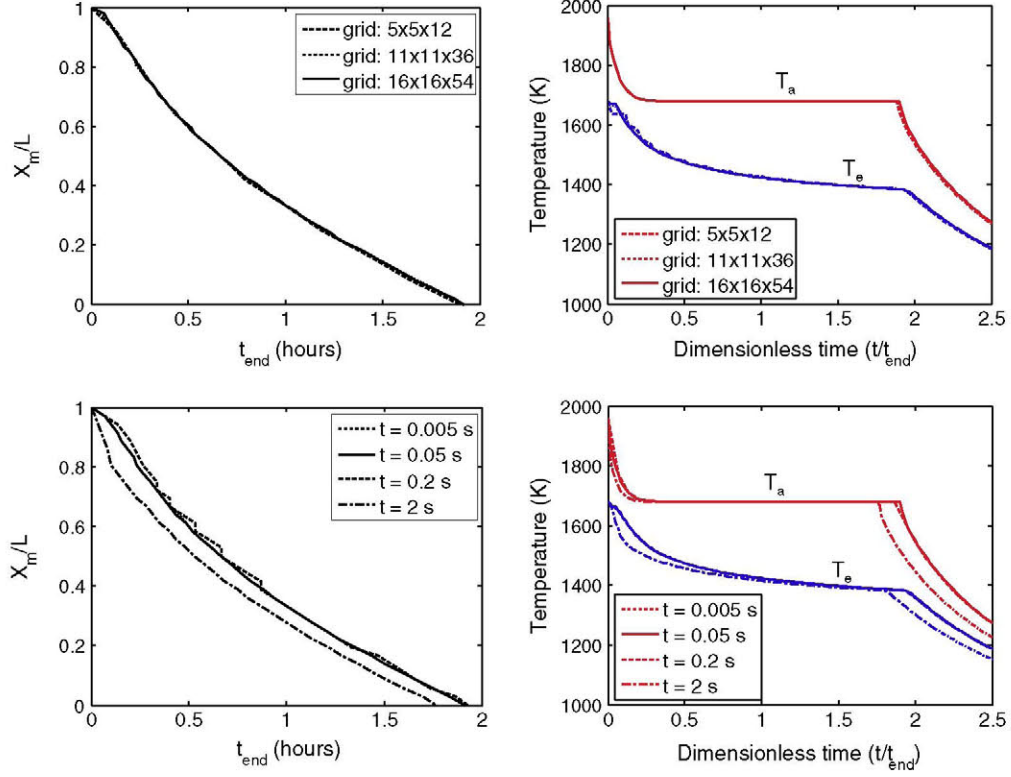 1
0.8
0.6
0.4
0.2
0
X_m/L
0 0.5 1 1.5 2
t_end (hours)
grid: 5x5x12
grid: 11x11x36
grid: 16x16x54
2000
1800
1600
1400
1200
1000
Temperature (K)
T_a
T_e
grid: 5x5x12
grid: 11x11x36
grid: 16x16x54
0 0.5 1 1.5 2 2.5
Dimensionless time (t/t_end)
1
0.8
0.6
0.4
0.2
0
X_m/L
0 0.5 1 1.5 2
t_end (hours)
t = 0.005 s
t = 0.05 s
t = 0.2 s
t = 2 s
2000
1800
1600
1400
1200
1000
Temperature (K)
T_a
T_e
t = 0.005 s
t = 0.05 s
t = 0.2 s
t = 2 s
0 0.5 1 1.5 2 2.5
Dimensionless time (t/t_end)